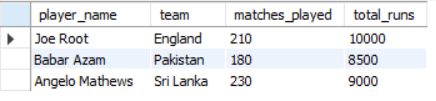 player_name team matches_played total_runs
Joe Root England 210 10000
Babar Azam Pakistan 180 8500
Angelo Mathews Sri Lanka 230 9000